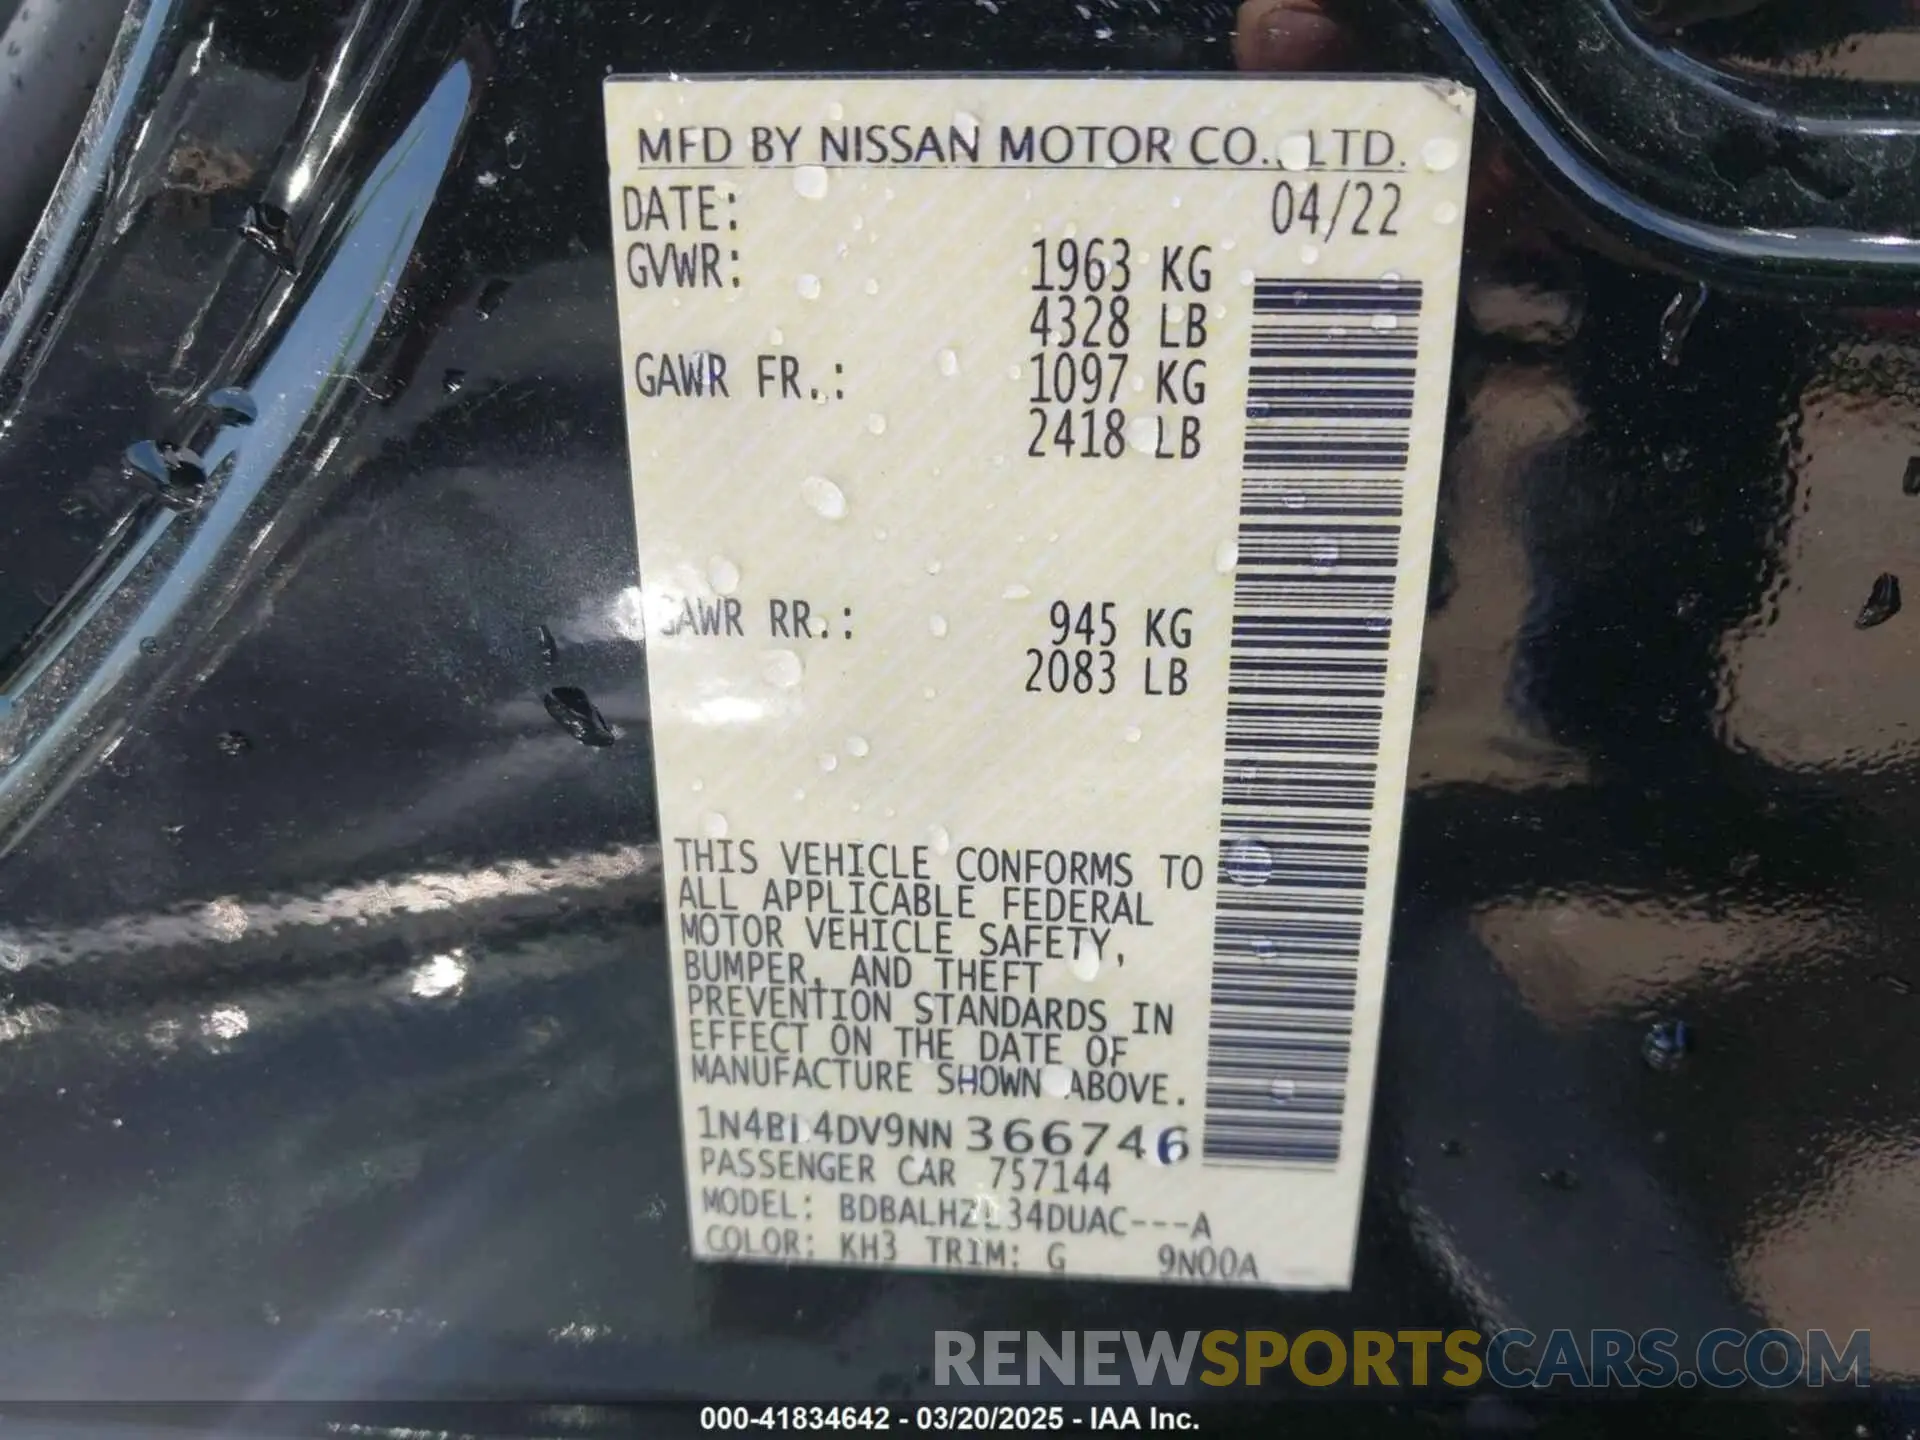 MFD BY NISSAN MOTOR CO., LTD.
DATE: 04/22
GVWR: 1963 KG
4328 LB
GAWR FR.: 1097 KG
2418 LB
GAWR RR.: 945 KG
2083 LB
THIS VEHICLE CONFORMS TO
ALL APPLICABLE FEDERAL
MOTOR VEHICLE SAFETY,
BUMPER, AND THEFT
PREVENTION STANDARDS IN
EFFECT ON THE DATE OF
MANUFACTURE SHOWN ABOVE.
1N4BL4DV9NN366746
PASSENGER CAR 757144
MODEL: BDBALHZL34DUAC---A
COLOR: KH3 TRIM: G 9N00A
RENEWSPORTSCARS.COM
000-41834642 - 03/20/2025 - IAA Inc.